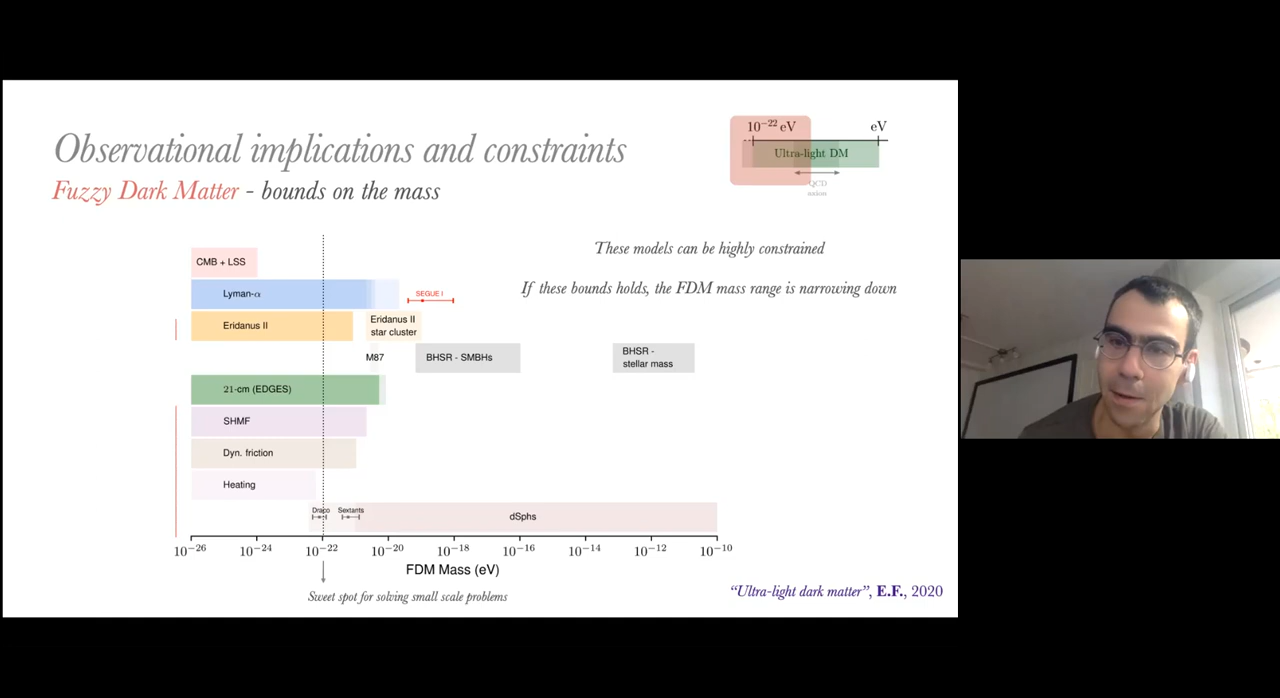 Observational implications and constraints
Fuzzy Dark Matter - bounds on the mass
10−22 eV
eV
Ultra-light DM
QCD
axion
These models can be highly constrained
If these bounds holds, the FDM mass range is narrowing down
CMB + LSS
Lyman-α
SEGUE I
Eridanus II
Eridanus II
star cluster
M87
BHSR - SMBHs
BHSR -
stellar mass
21-cm (EDGES)
SHMF
Dyn. friction
Heating
Draco
Sextants
dSphs
10−26
10−24
10−22
10−20
10−18
10−16
10−14
10−12
10−10
FDM Mass (eV)
Sweet spot for solving small scale problems
“Ultra-light dark matter”, E.F., 2020